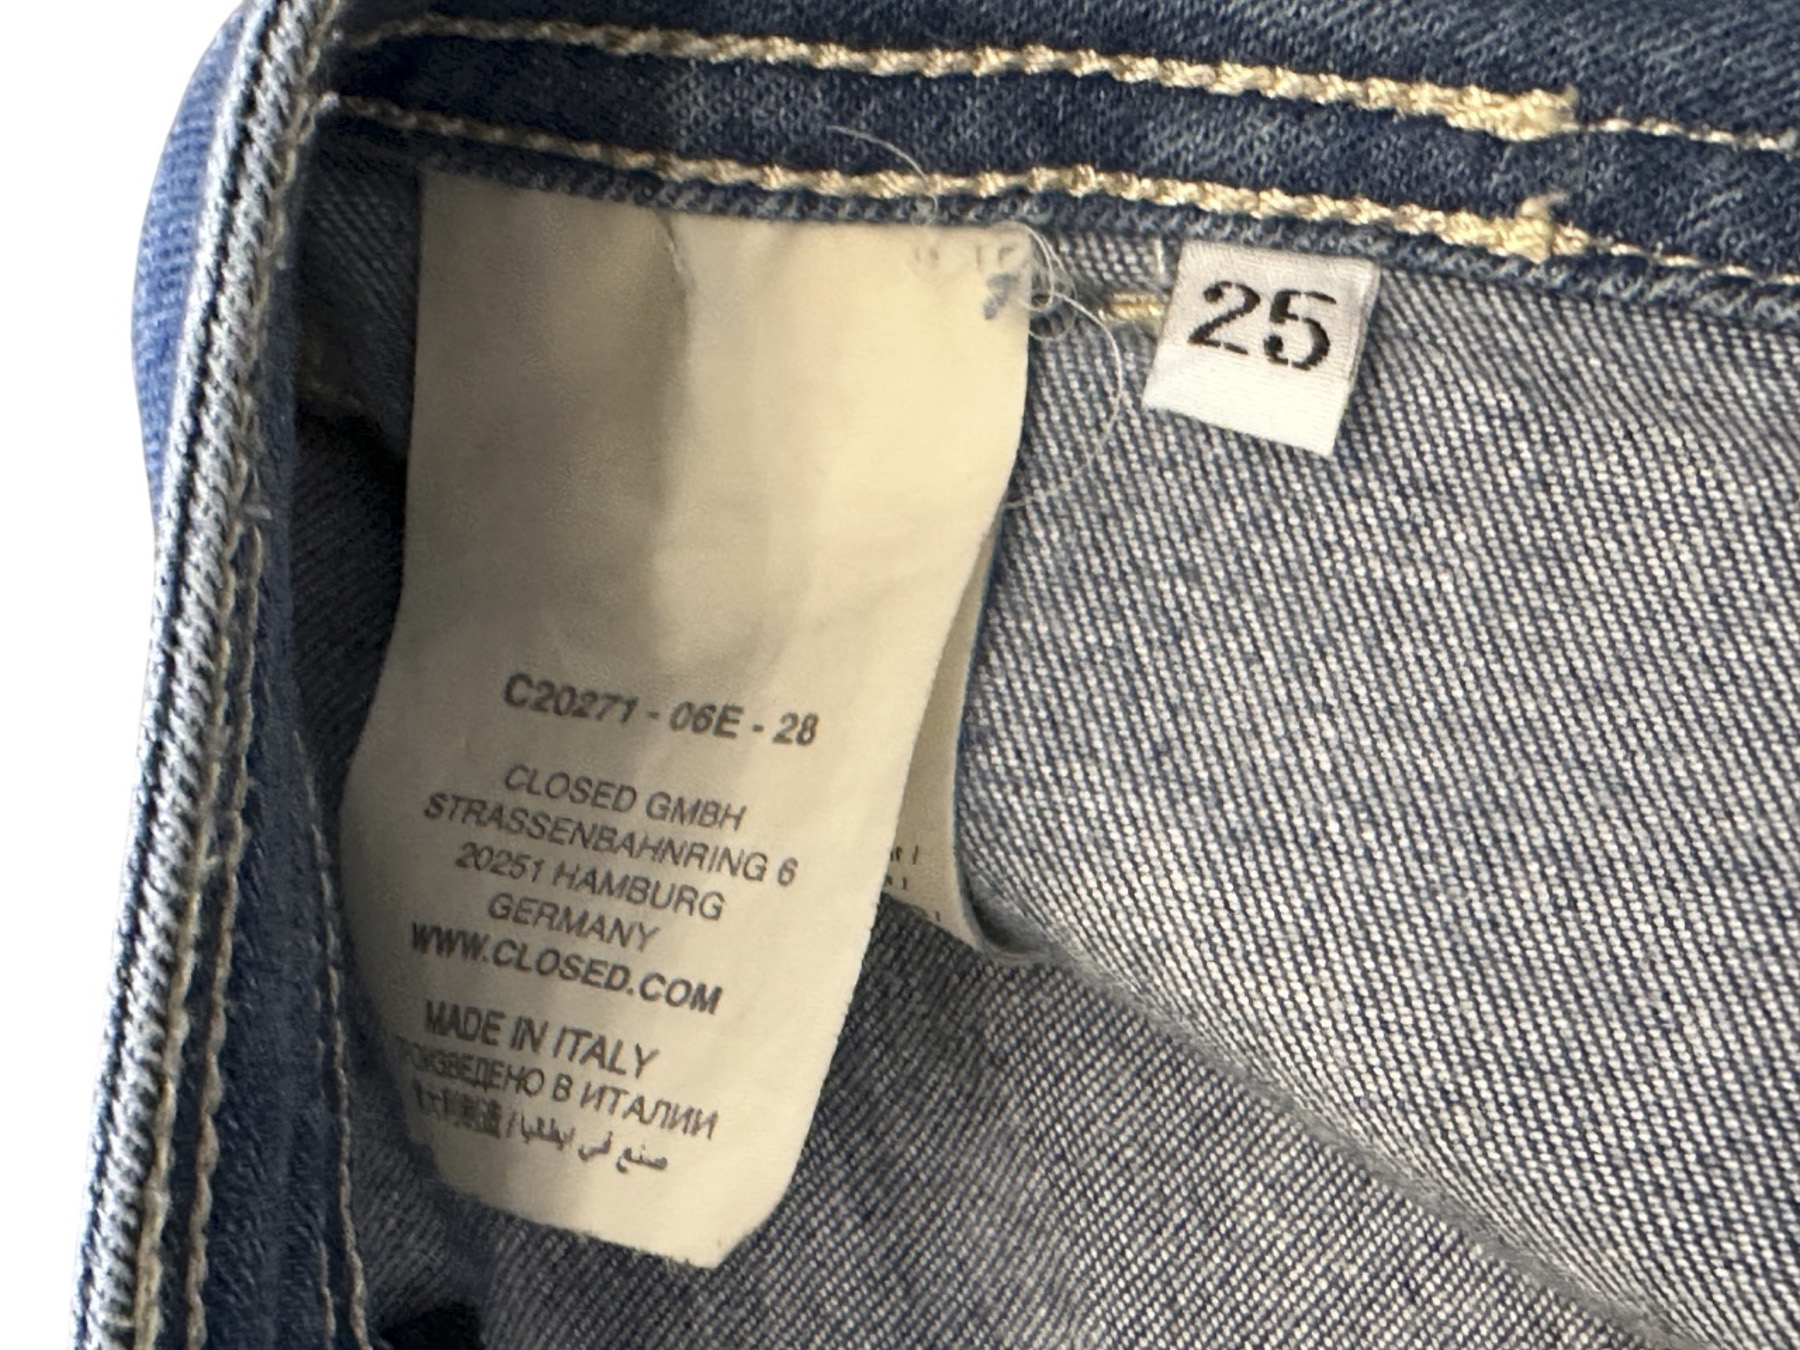 25
C20271 - 06E - 28
CLOSED GMBH
STRASSENBAHNRING 6
20251 HAMBURG
GERMANY
WWW.CLOSED.COM
MADE IN ITALY
ПРОИЗВЕДЕНО В ИТАЛИИ
صنع في ايطاليا/